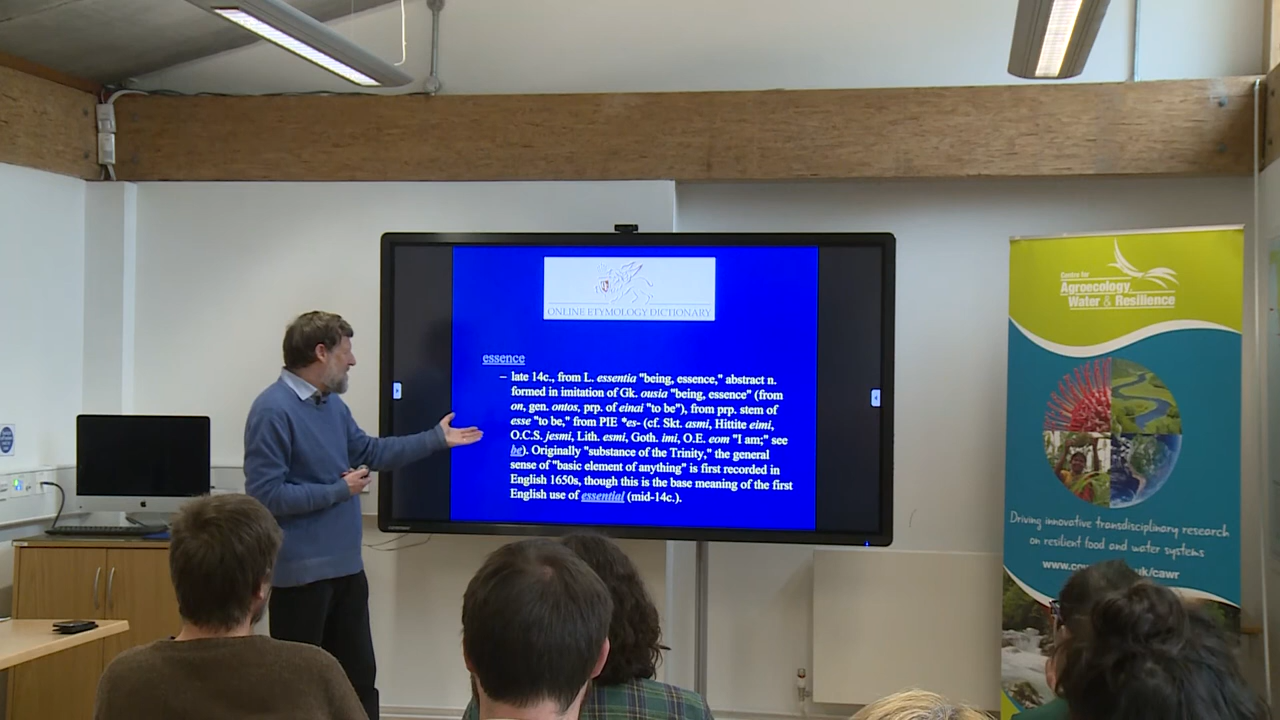 ONLINE ETYMOLOGY DICTIONARY
essence
– late 14c., from L. essentia "being, essence," abstract n.
formed in imitation of Gk. ousia "being, essence" (from
on, gen. ontos, prp. of einai "to be"), from prp. stem of
esse "to be," from PIE *es- (cf. Skt. asmi, Hittite eimi,
O.C.S. jesmi, Lith. esmi, Goth. imi, O.E. eom "I am;" see
be). Originally "substance of the Trinity," the general
sense of "basic element of anything" is first recorded in
English 1650s, though this is the base meaning of the first
English use of essential (mid-14c.).
Centre for
Agroecology,
Water & Resilience
Driving innovative transdisciplinary research
on resilient food and water systems
uk/cawr